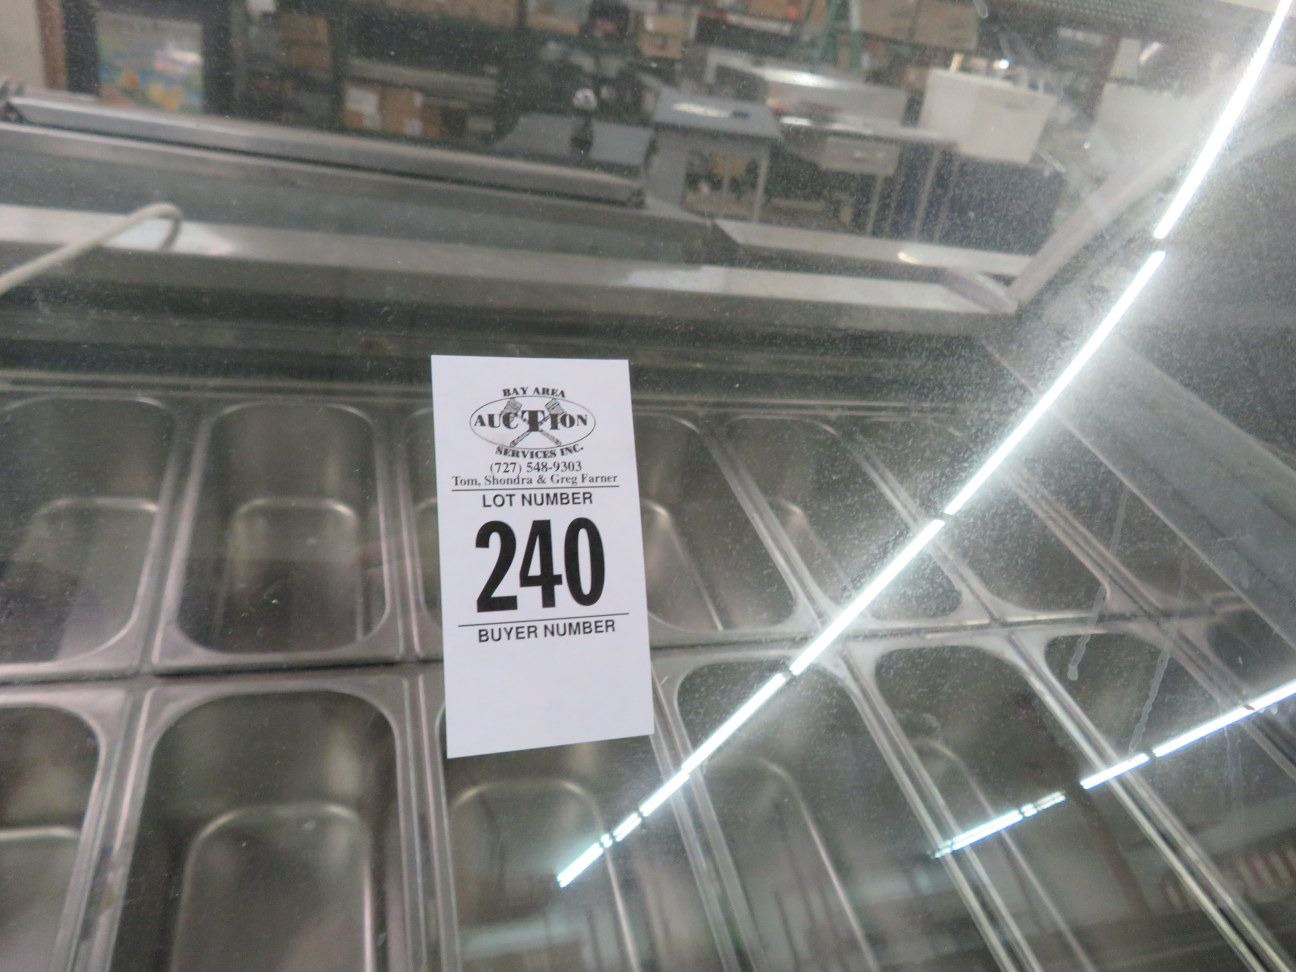 BAY AREA
AUCTION
SERVICES INC.
(727) 548-9303
Tom, Shondra & Greg Farner
LOT NUMBER
240
BUYER NUMBER